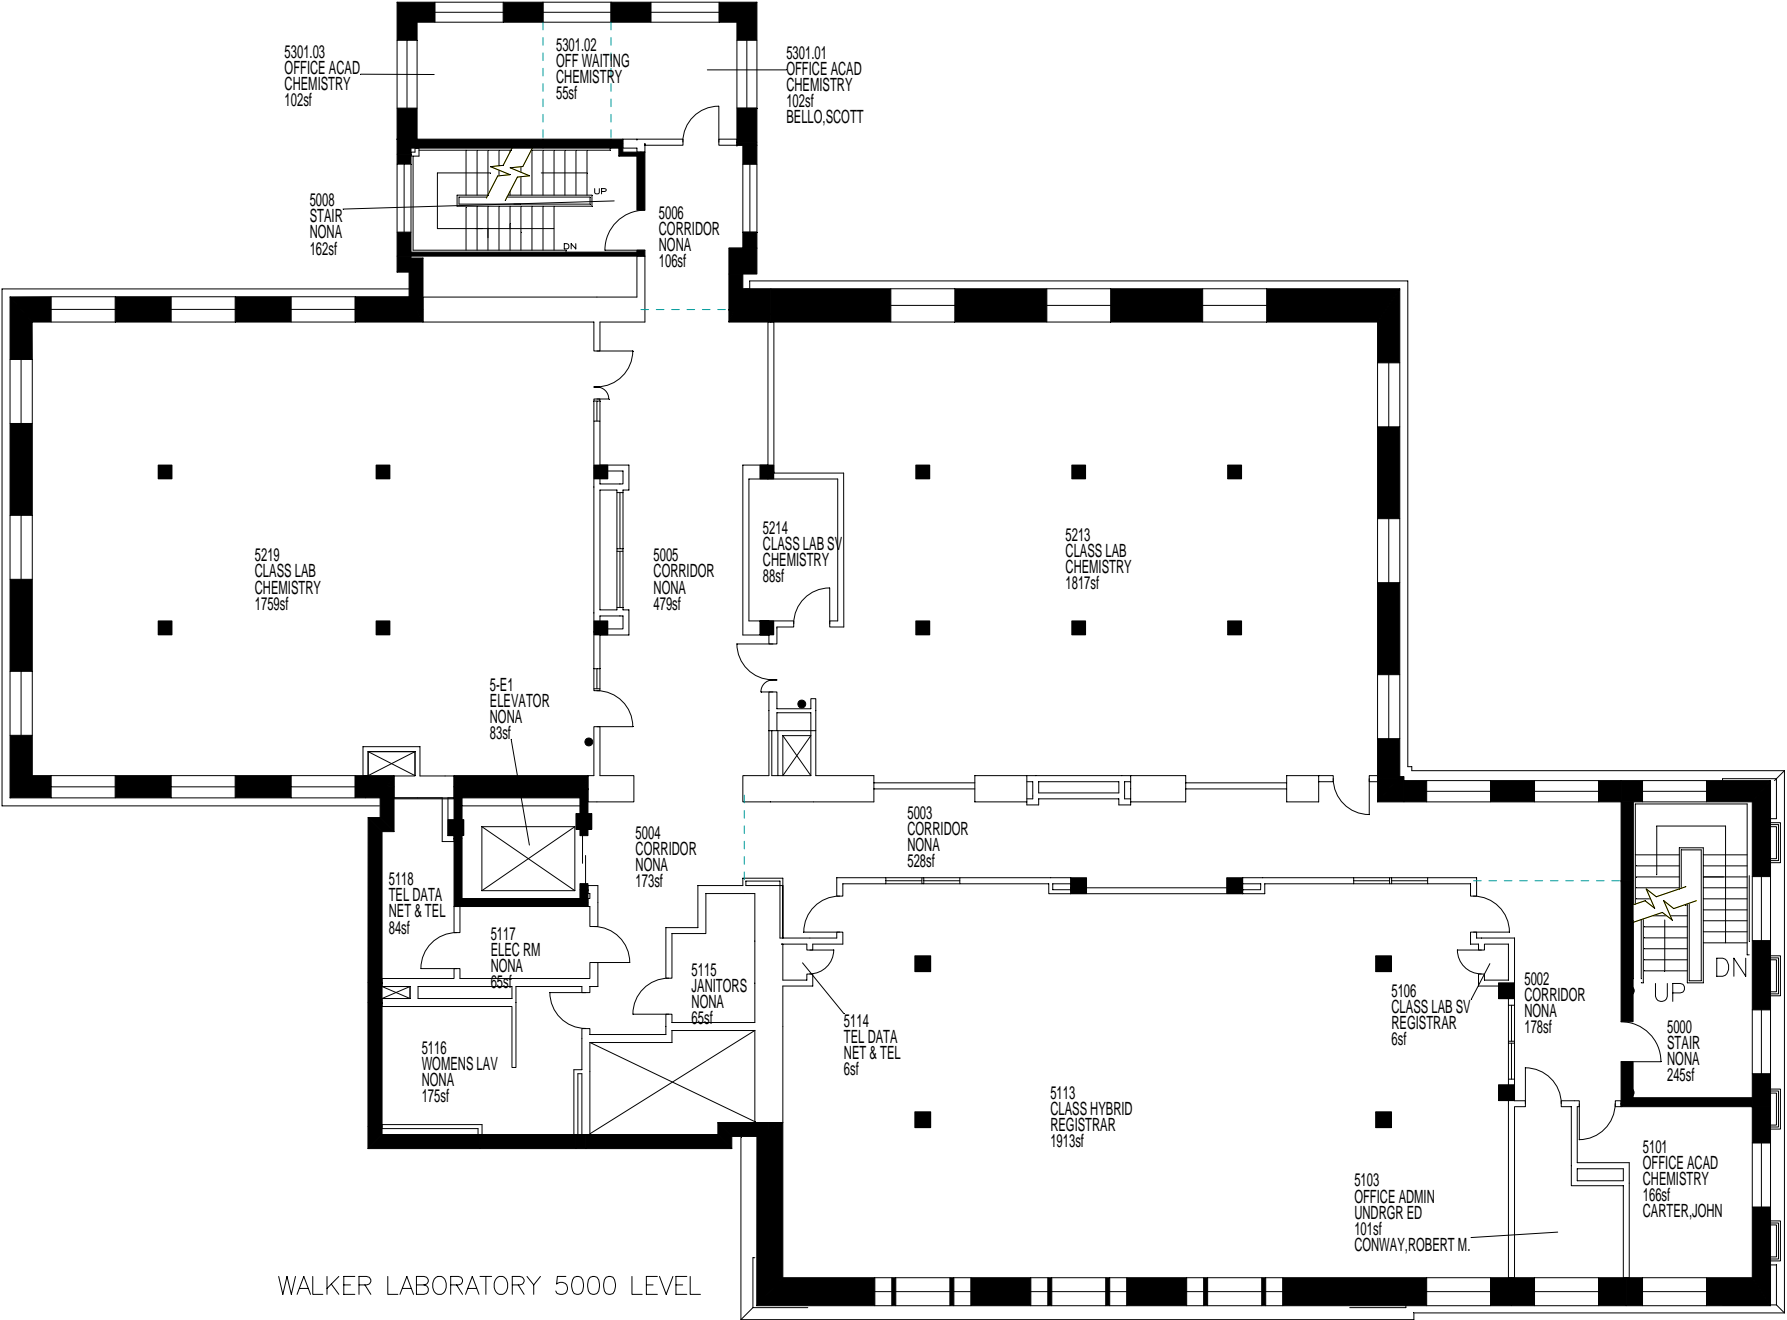 5301.03
OFFICE ACAD
CHEMISTRY
102sf
5301.02
OFF WAITING
CHEMISTRY
55sf
5301.01
OFFICE ACAD
CHEMISTRY
102sf
BELLO,SCOTT
5008
STAIR
NONA
162sf
UP
DN
5006
CORRIDOR
NONA
106sf
5219
CLASS LAB
CHEMISTRY
1759sf
5005
CORRIDOR
NONA
479sf
5214
CLASS LAB SV
CHEMISTRY
88sf
5213
CLASS LAB
CHEMISTRY
1817sf
5-E1
ELEVATOR
NONA
83sf
5004
CORRIDOR
NONA
173sf
5003
CORRIDOR
NONA
528sf
5118
TEL DATA
NET & TEL
84sf
5117
ELEC RM
NONA
65sf
5115
JANITORS
NONA
65sf
5116
WOMENS LAV
NONA
175sf
5114
TEL DATA
NET & TEL
6sf
5113
CLASS HYBRID
REGISTRAR
1913sf
5106
CLASS LAB SV
REGISTRAR
6sf
5002
CORRIDOR
NONA
178sf
UP
DN
5000
STAIR
NONA
245sf
5103
OFFICE ADMIN
UNDRGR ED
101sf
CONWAY,ROBERT M.
5101
OFFICE ACAD
CHEMISTRY
166sf
CARTER,JOHN
WALKER LABORATORY 5000 LEVEL